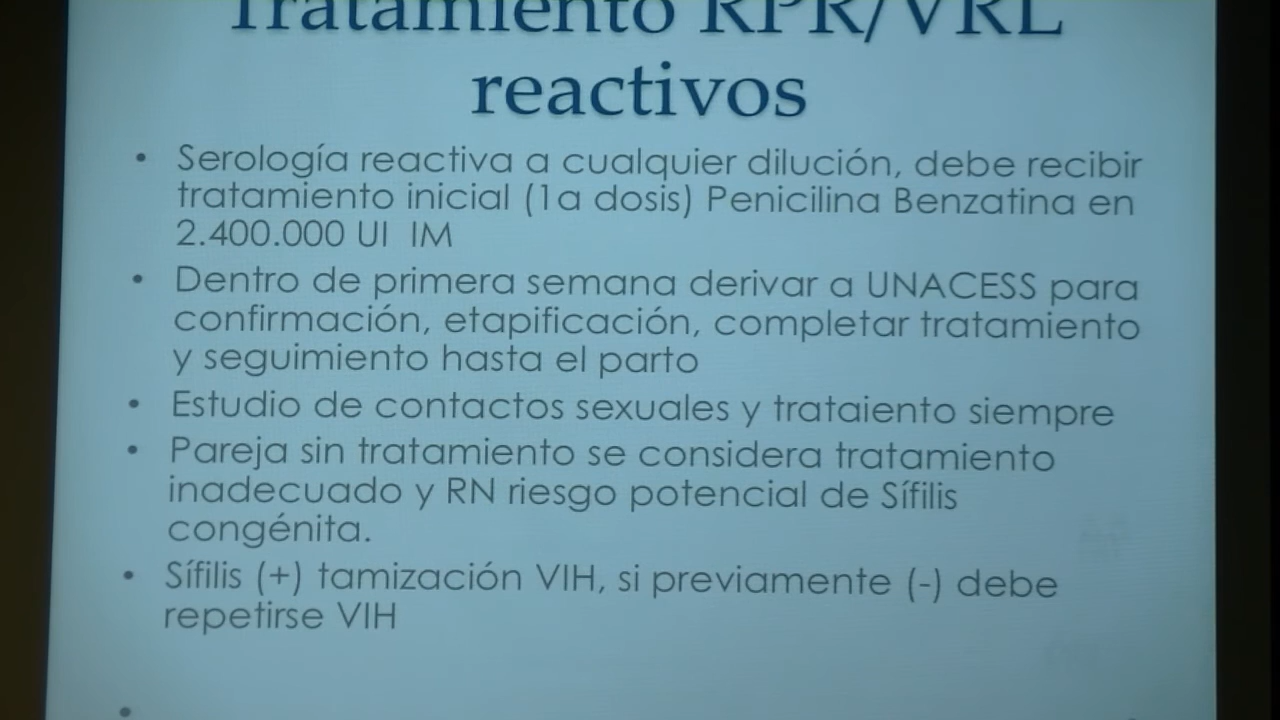 Tratamiento RPR/VRL
reactivos
• Serología reactiva a cualquier dilución, debe recibir
tratamiento inicial (1a dosis) Penicilina Benzatina en
2.400.000 UI IM
• Dentro de primera semana derivar a UNACESS para
confirmación, etapificación, completar tratamiento
y seguimiento hasta el parto
• Estudio de contactos sexuales y trataiento siempre
• Pareja sin tratamiento se considera tratamiento
inadecuado y RN riesgo potencial de Sífilis
congénita.
• Sífilis (+) tamización VIH, si previamente (-) debe
repetirse VIH
•